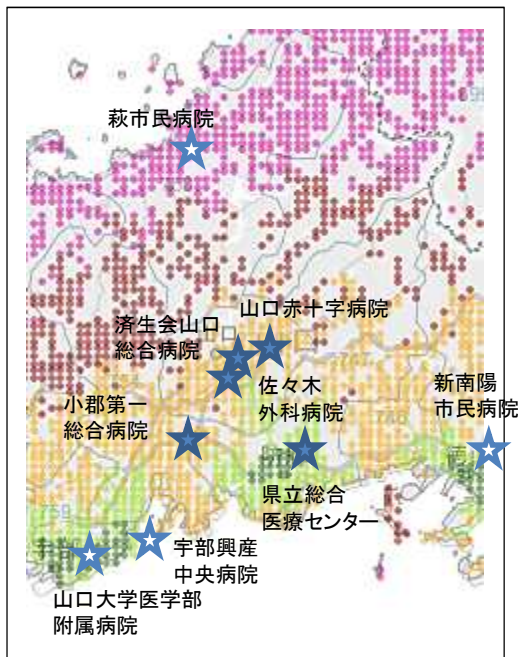 萩市民病院
山口赤十字病院
済生会山口
総合病院
佐々木
外科病院
新南陽
市民病院
小郡第一
総合病院
県立総合
医療センター
宇部興産
中央病院
山口大学医学部
附属病院